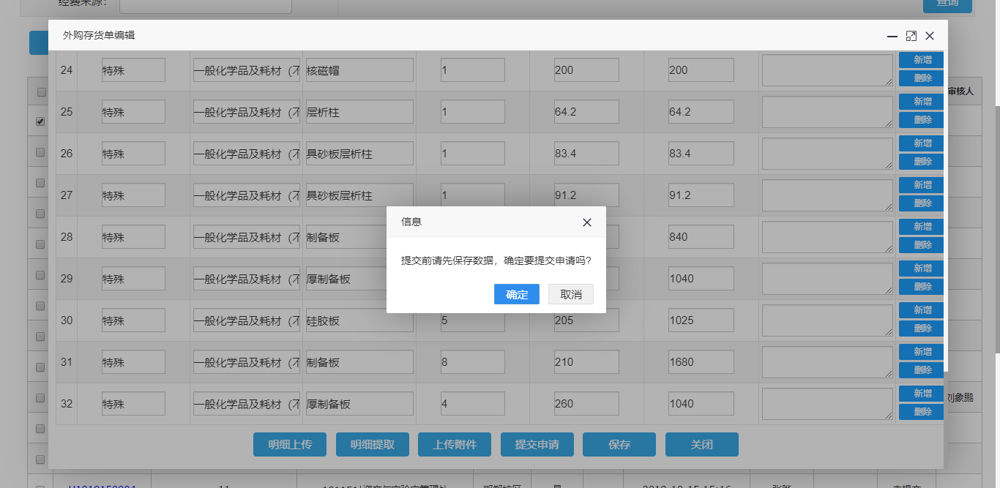 经费来源：
查询
外购存货单编辑
审核人
24 特殊 一般化学品及耗材（不 核磁帽 1 200 200 新增 删除
25 特殊 一般化学品及耗材（不 层析柱 1 64.2 64.2 新增 删除
26 特殊 一般化学品及耗材（不 具砂板层析柱 1 83.4 83.4 新增 删除
27 特殊 一般化学品及耗材（不 具砂板层析柱 1 91.2 91.2 新增 删除
28 特殊 一般化学品及耗材（不 制备板 840 新增 删除
29 特殊 一般化学品及耗材（不 厚制备板 1040 新增 删除
30 特殊 一般化学品及耗材（不 硅胶板 5 205 1025 新增 删除
31 特殊 一般化学品及耗材（不 制备板 8 210 1680 新增 删除
32 特殊 一般化学品及耗材（不 厚制备板 4 260 1040 新增 删除
刘象鹏
信息
提交前请先保存数据，确定要提交申请吗?
确定 取消
明细上传 明细提取 上传附件 提交申请 保存 关闭